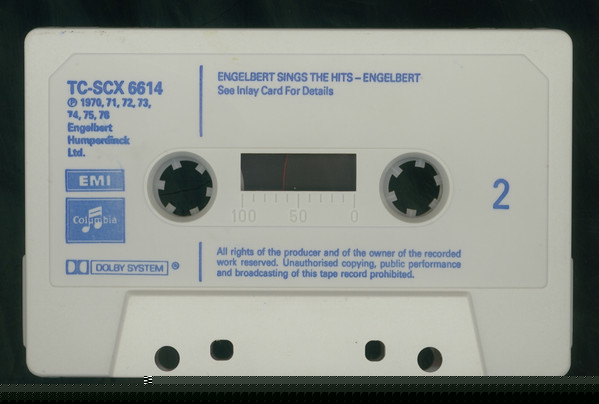 TC-SCX 6614
℗ 1970, 71, 72, 73,
74, 75, 76
Engelbert
Humperdinck
Ltd.
EMI
Columbia
DOLBY SYSTEM ®
ENGELBERT SINGS THE HITS – ENGELBERT
See Inlay Card For Details
100 50 0
2
All rights of the producer and of the owner of the recorded
work reserved. Unauthorised copying, public performance
and broadcasting of this tape record prohibited.